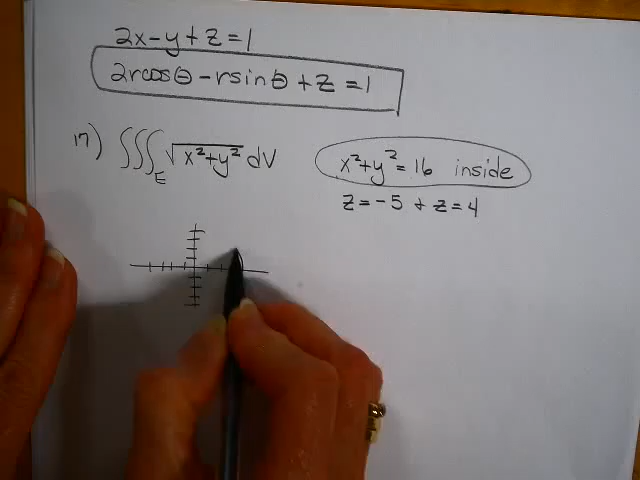 2x-y+z=1
2rcosθ-rsinθ+z=1
17) ∭_E √(x²+y²) dV x²+y²=16 inside
z=-5 + z=4